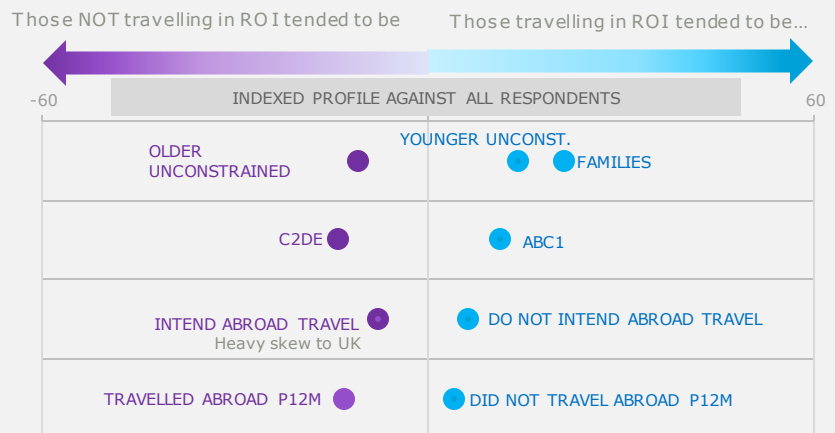 Those NOT travelling in ROI tended to be
Those travelling in ROI tended to be...
INDEXED PROFILE AGAINST ALL RESPONDENTS
-60
60
YOUNGER UNCONST.
OLDER
UNCONSTRAINED
FAMILIES
C2DE
ABC1
INTEND ABROAD TRAVEL
Heavy skew to UK
DO NOT INTEND ABROAD TRAVEL
TRAVELLED ABROAD P12M
DID NOT TRAVEL ABROAD P12M